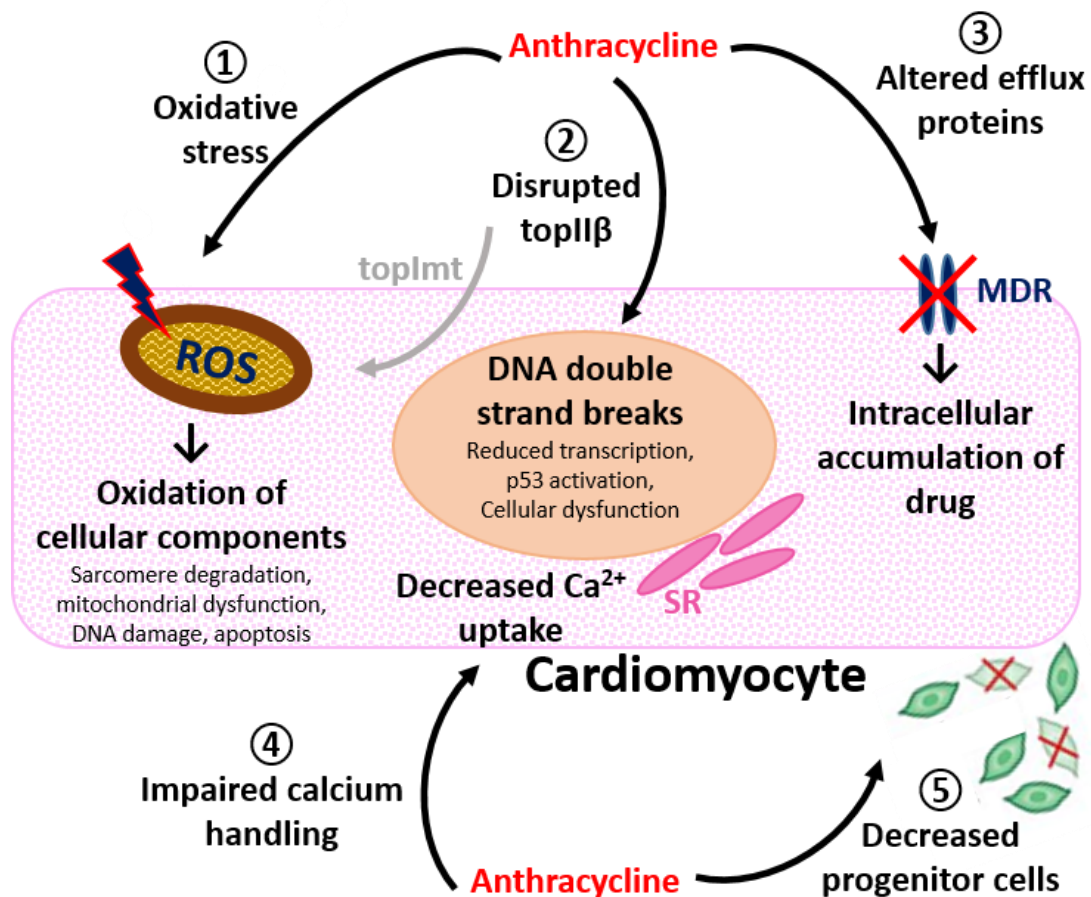 Anthracycline
①
Oxidative
stress
②
Disrupted
topIIβ
topImt
③
Altered efflux
proteins
MDR
ROS
Oxidation of
cellular components
Sarcomere degradation,
mitochondrial dysfunction,
DNA damage, apoptosis
DNA double
strand breaks
Reduced transcription,
p53 activation,
Cellular dysfunction
Intracellular
accumulation of
drug
Decreased Ca²⁺
uptake
SR
Cardiomyocyte
④
Impaired calcium
handling
Anthracycline
⑤
Decreased
progenitor cells